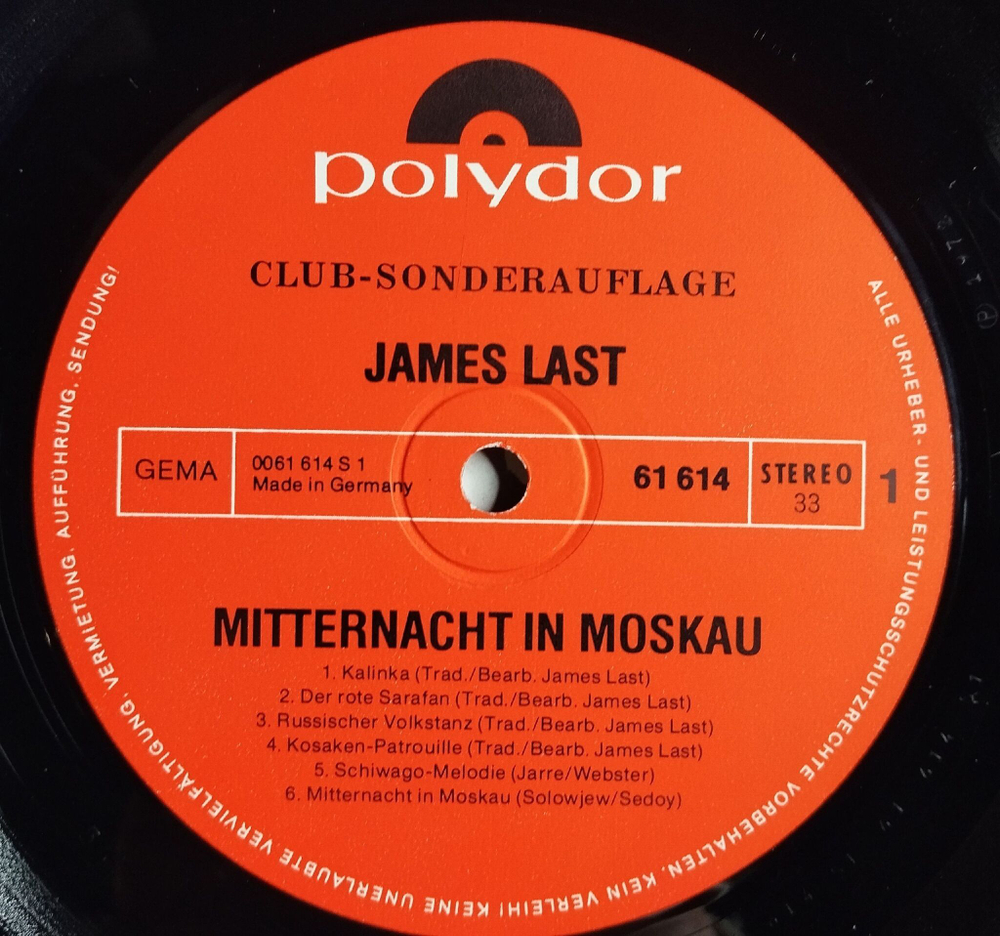 polydor
CLUB-SONDERAUFLAGE
JAMES LAST
GEMA
0061 614 S 1
Made in Germany
61 614
STEREO
33
1
MITTERNACHT IN MOSKAU
1. Kalinka (Trad./Bearb. James Last)
2. Der rote Sarafan (Trad./Bearb. James Last)
3. Russischer Volkstanz (Trad./Bearb. James Last)
4. Kosaken-Patrouille (Trad./Bearb. James Last)
5. Schiwago-Melodie (Jarre/Webster)
6. Mitternacht in Moskau (Solowjew/Sedoy)
ALLE URHEBER- UND LEISTUNGSSCHUTZRECHTE VORBEHALTEN. KEIN VERLEIH! KEINE UNERLAUBTE VERVIELFÄLTIGUNG, VERMIETUNG, AUFFÜHRUNG, SENDUNG!